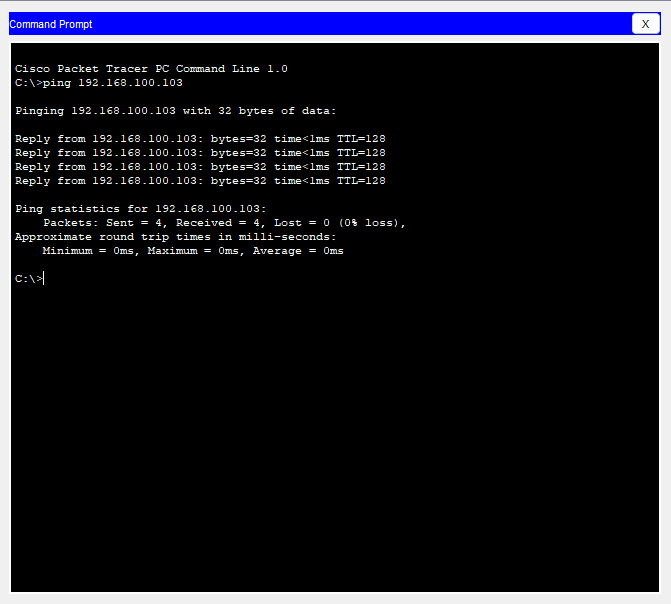 Command Prompt
X
Cisco Packet Tracer PC Command Line 1.0
C:\>ping 192.168.100.103
Pinging 192.168.100.103 with 32 bytes of data:
Reply from 192.168.100.103: bytes=32 time<1ms TTL=128
Reply from 192.168.100.103: bytes=32 time<1ms TTL=128
Reply from 192.168.100.103: bytes=32 time<1ms TTL=128
Reply from 192.168.100.103: bytes=32 time<1ms TTL=128
Ping statistics for 192.168.100.103:
Packets: Sent = 4, Received = 4, Lost = 0 (0% loss),
Approximate round trip times in milli-seconds:
Minimum = 0ms, Maximum = 0ms, Average = 0ms
C:\>